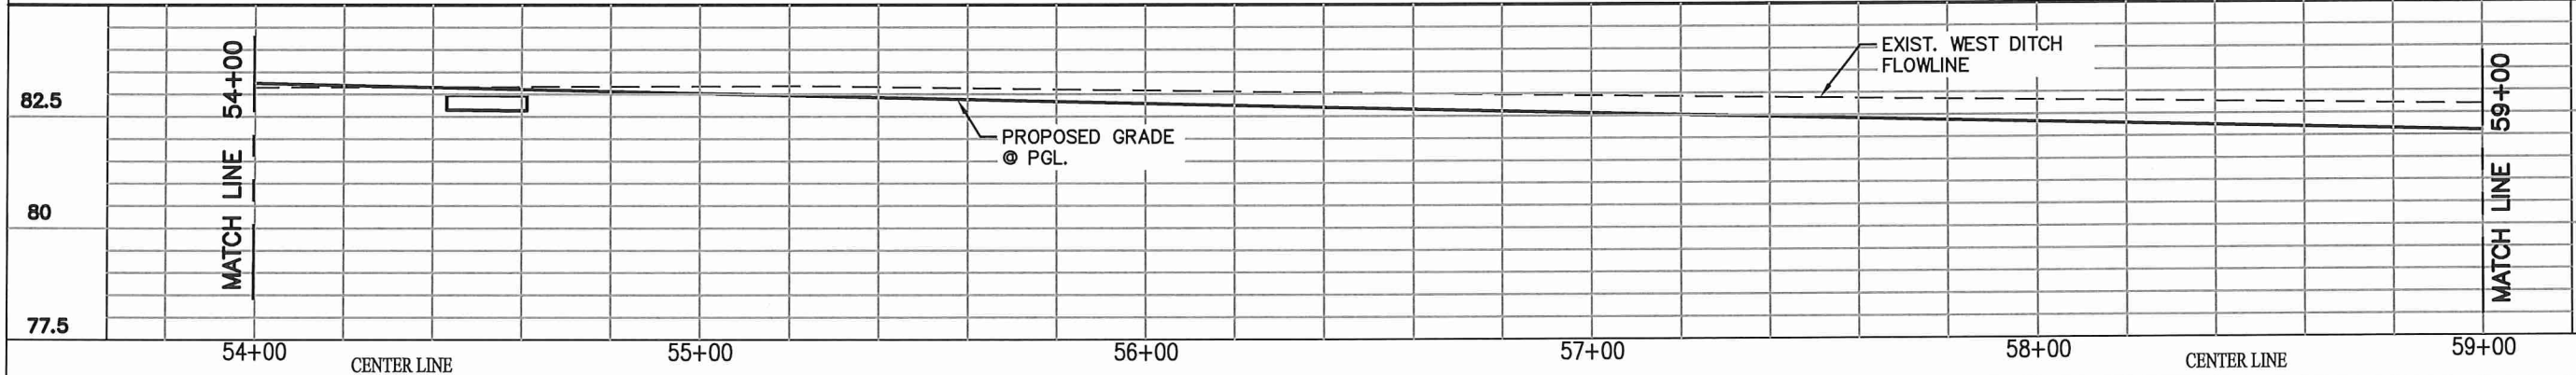 EXIST. WEST DITCH
FLOWLINE
82.5
MATCH LINE 54+00
MATCH LINE 59+00
PROPOSED GRADE
@ PGL.
80
77.5
54+00
55+00
56+00
57+00
58+00
59+00
CENTER LINE
CENTER LINE